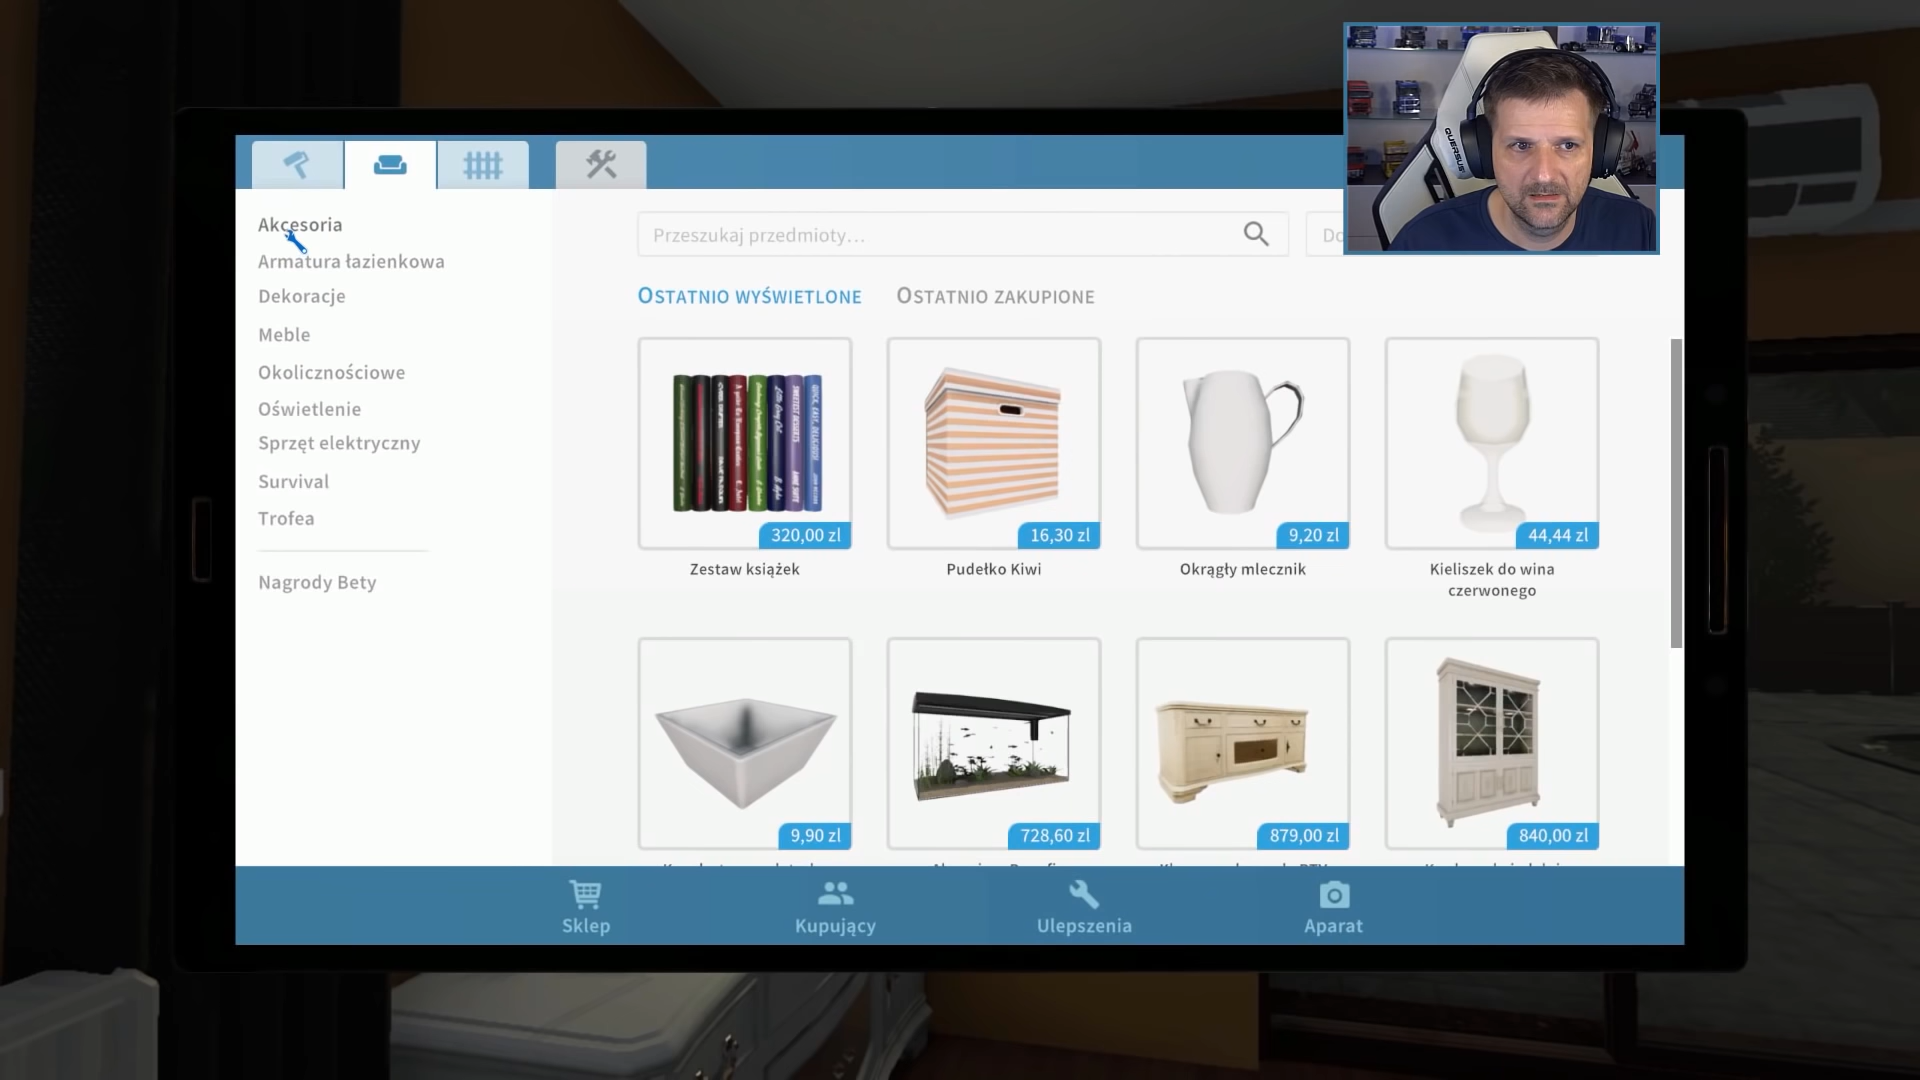 QUERSUS
Akcesoria
Armatura łazienkowa
Dekoracje
Meble
Okolicznościowe
Oświetlenie
Sprzęt elektryczny
Survival
Trofea
Nagrody Bety
Przeszukaj przedmioty...
OSTATNIO WYŚWIETLONE
OSTATNIO ZAKUPIONE
320,00 zl
Zestaw książek
16,30 zl
Pudełko Kiwi
9,20 zl
Okrągły mlecznik
44,44 zl
Kieliszek do wina
czerwonego
9,90 zl
728,60 zl
879,00 zl
840,00 zl
Sklep
Kupujący
Ulepszenia
Aparat